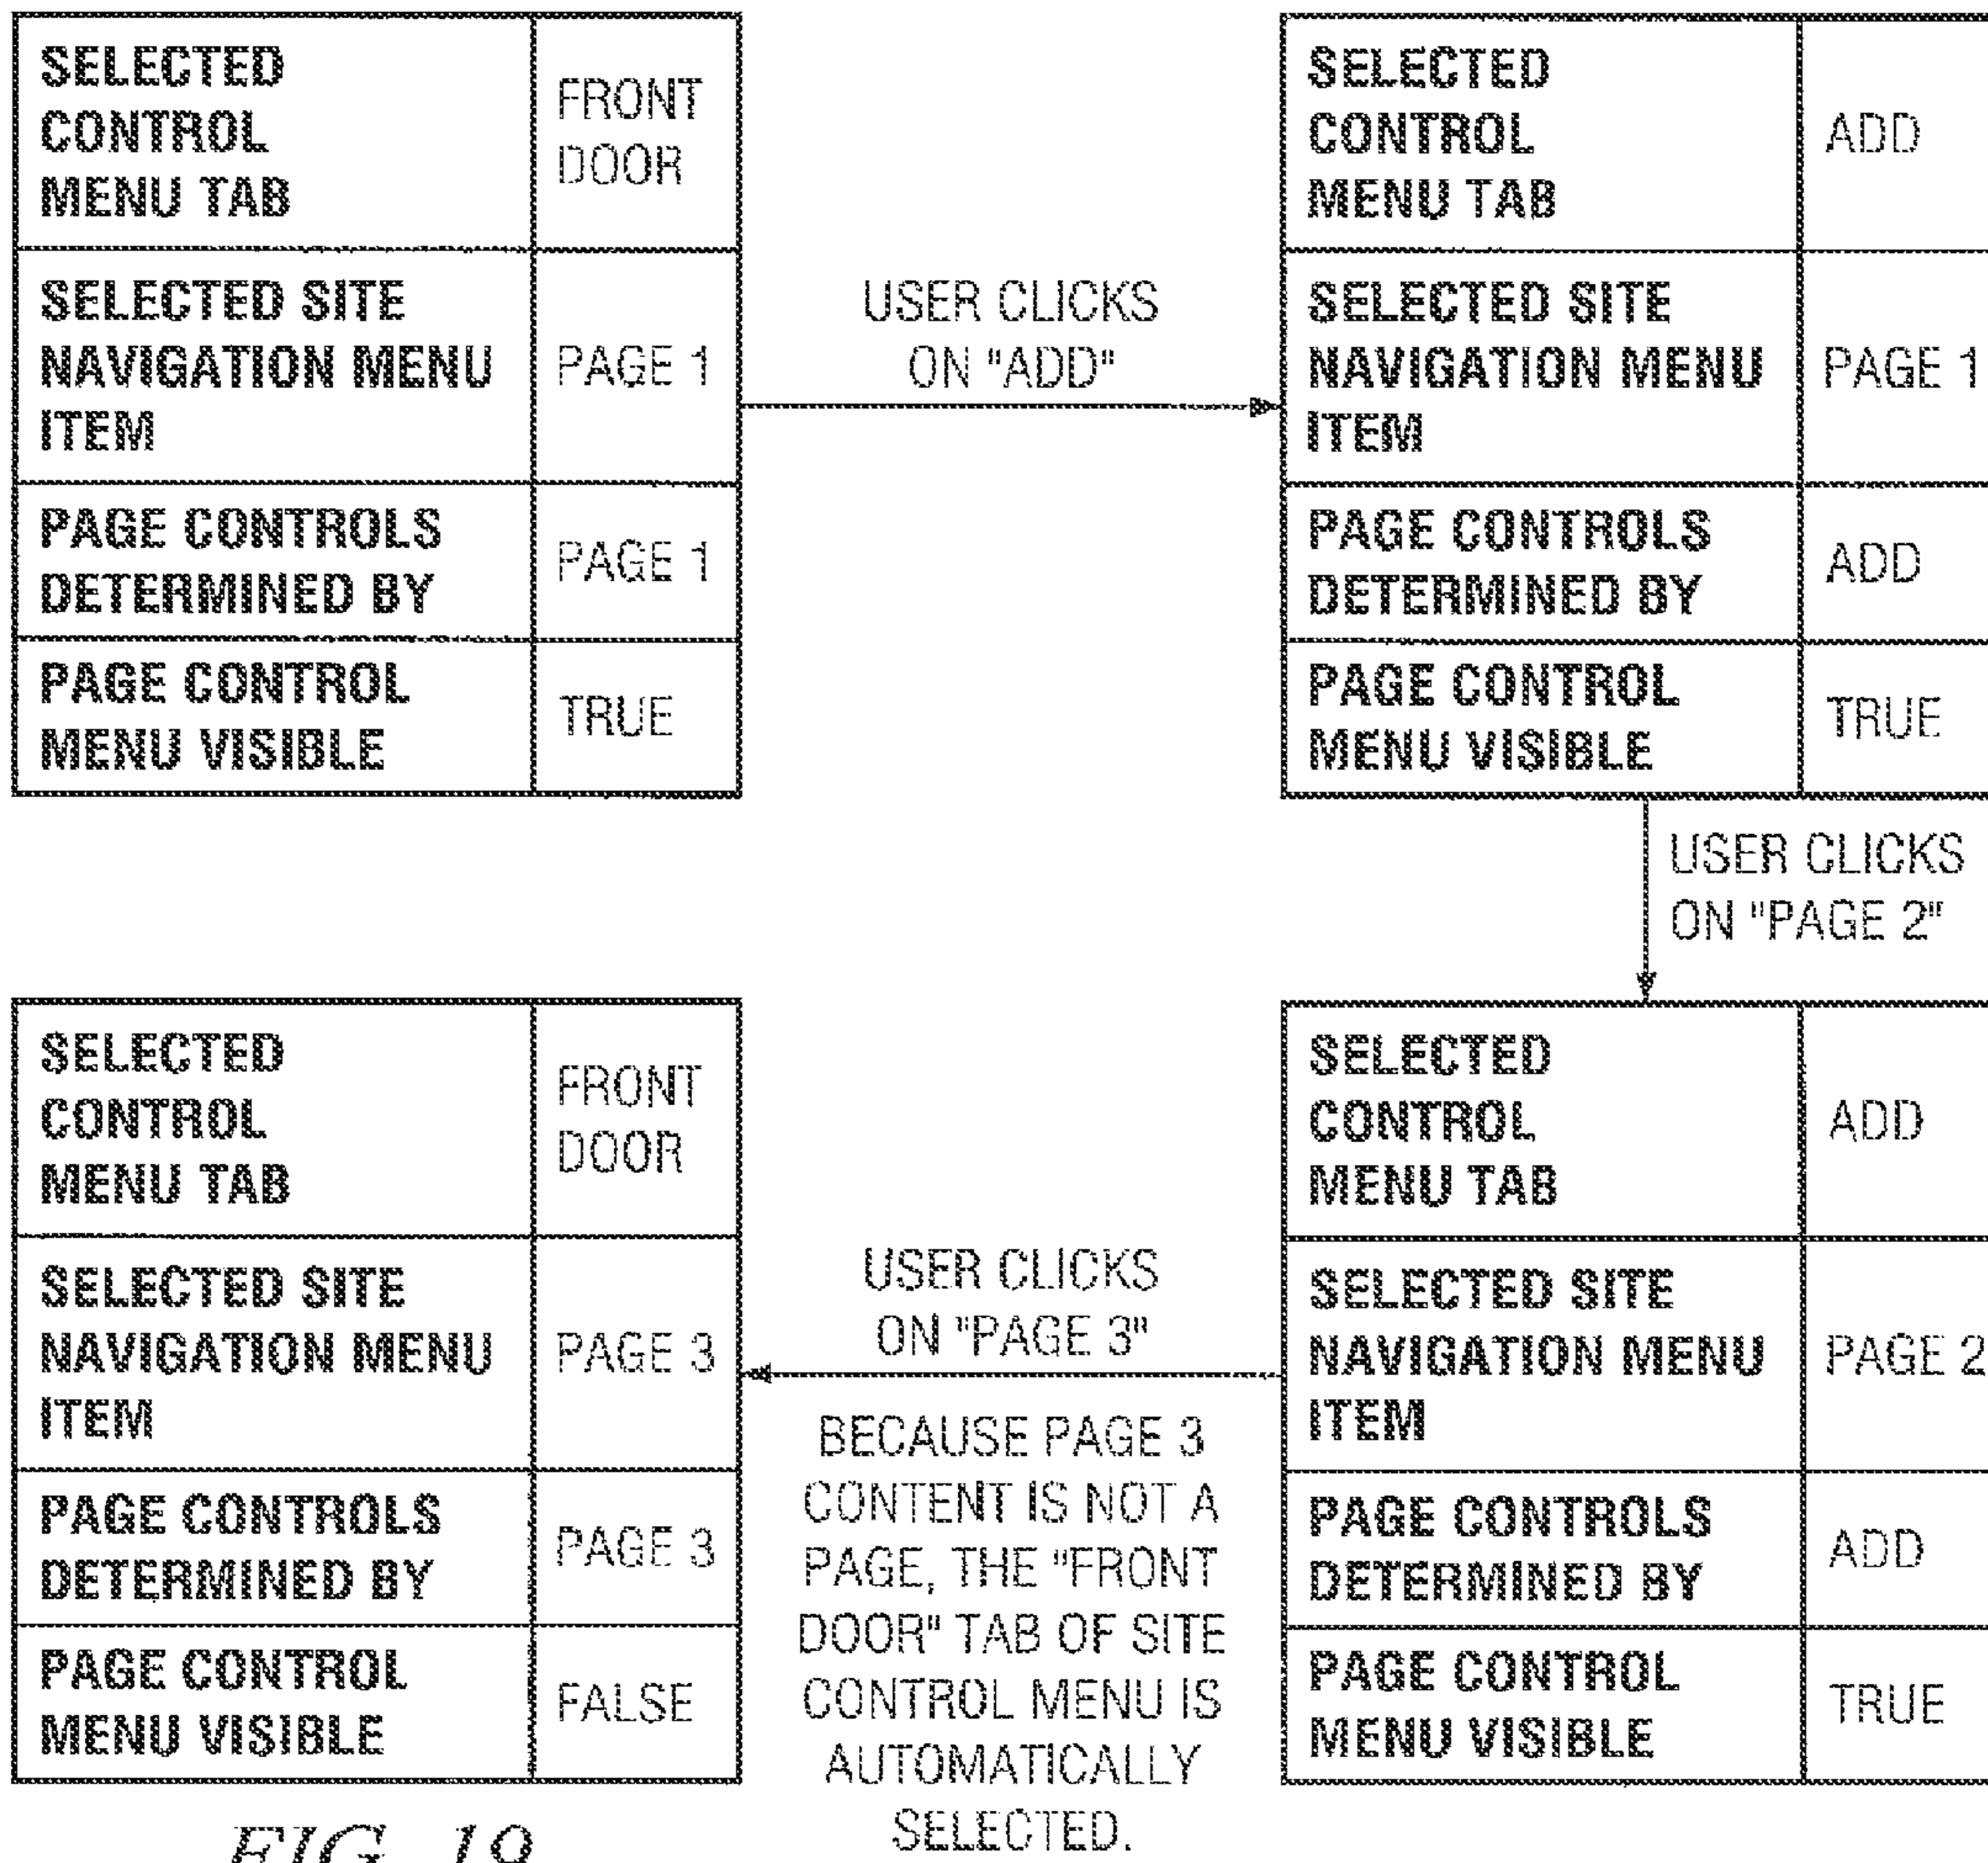 SELECTED
CONTROL
MENU TAB
FRONT
DOOR
SELECTED SITE
NAVIGATION MENU
ITEM
PAGE 1
PAGE CONTROLS
DETERMINED BY
PAGE 1
PAGE CONTROL
MENU VISIBLE
TRUE
USER CLICKS
ON "ADD"
SELECTED
CONTROL
MENU TAB
ADD
SELECTED SITE
NAVIGATION MENU
ITEM
PAGE 1
PAGE CONTROLS
DETERMINED BY
ADD
PAGE CONTROL
MENU VISIBLE
TRUE
USER CLICKS
ON "PAGE 2"
SELECTED
CONTROL
MENU TAB
ADD
SELECTED SITE
NAVIGATION MENU
ITEM
PAGE 2
PAGE CONTROLS
DETERMINED BY
ADD
PAGE CONTROL
MENU VISIBLE
TRUE
USER CLICKS
ON "PAGE 3"
BECAUSE PAGE 3
CONTENT IS NOT A
PAGE, THE "FRONT
DOOR" TAB OF SITE
CONTROL MENU IS
AUTOMATICALLY
SELECTED.
SELECTED
CONTROL
MENU TAB
FRONT
DOOR
SELECTED SITE
NAVIGATION MENU
ITEM
PAGE 3
PAGE CONTROLS
DETERMINED BY
PAGE 3
PAGE CONTROL
MENU VISIBLE
FALSE
FIG. 19